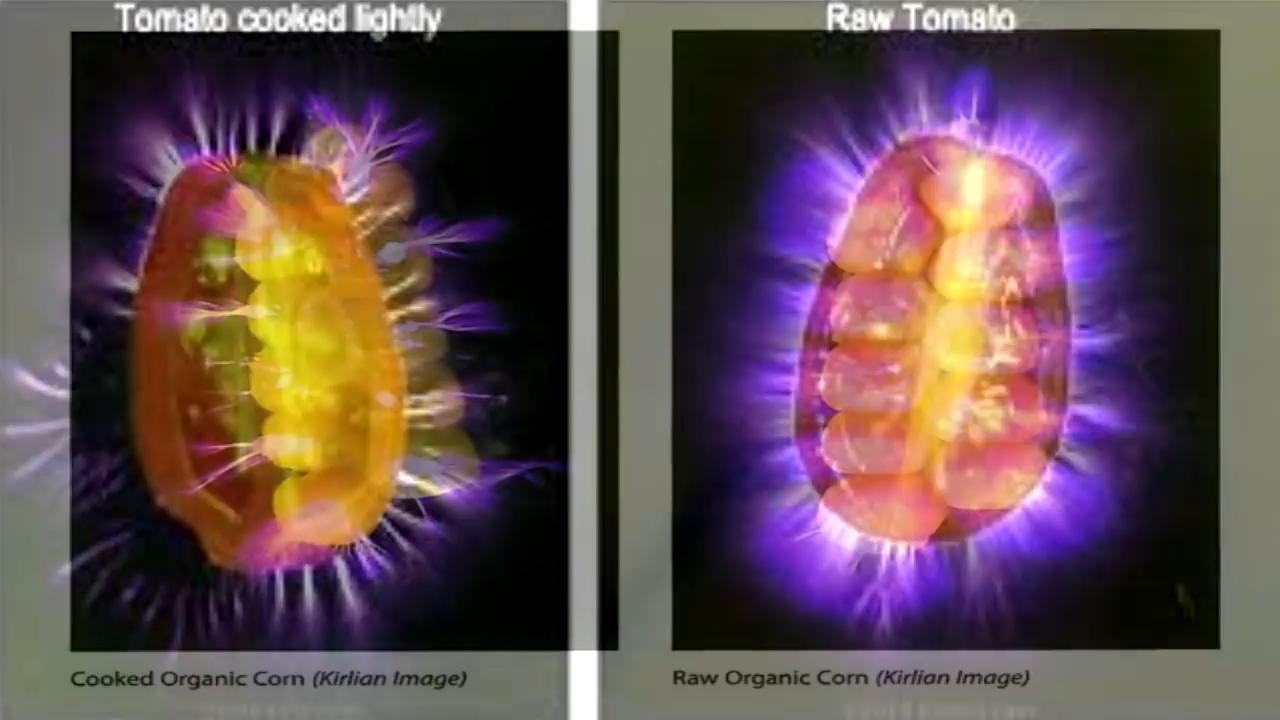 Tomato cooked lightly
Raw Tomato
Cooked Organic Corn (Kirlian Image)
Raw Organic Corn (Kirlian Image)